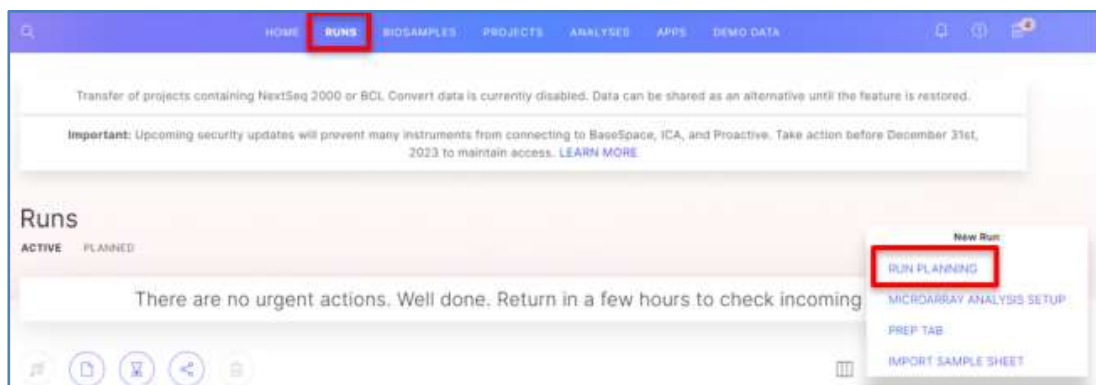 HOME RUNS BIOSAMPLES PROJECTS ANALYSES APPS DEMO DATA
4
Transfer of projects containing NextSeq 2000 or BCL Convert data is currently disabled. Data can be shared as an alternative until the feature is restored.
Important: Upcoming security updates will prevent many instruments from connecting to BaseSpace, ICA, and Proactive. Take action before December 31st,
2023 to maintain access. LEARN MORE
Runs
ACTIVE PLANNED
There are no urgent actions. Well done. Return in a few hours to check incoming
New Run
RUN PLANNING
MICROARRAY ANALYSIS SETUP
PREP TAB
IMPORT SAMPLE SHEET